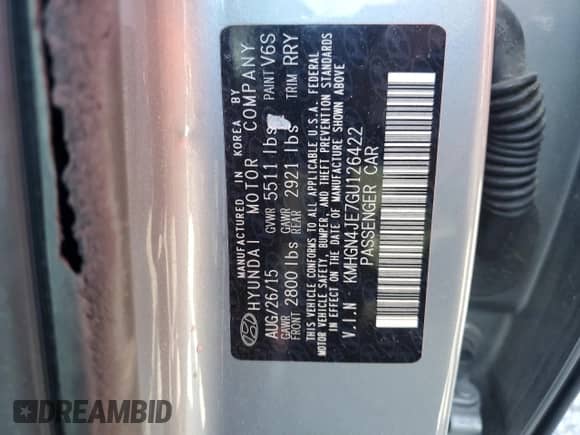 MANUFACTURED IN KOREA BY
HYUNDAI MOTOR COMPANY
AUG/26/15 GVWR 5511 lbs PAINT V6S
GAWR FRONT 2800 lbs GAWR REAR 2921 lbs TRIM RRY
THIS VEHICLE CONFORMS TO ALL APPLICABLE U.S.A. FEDERAL
MOTOR VEHICLE SAFETY, BUMPER, AND THEFT PREVENTION STANDARDS
IN EFFECT ON THE DATE OF MANUFACTURE SHOWN ABOVE
V.I.N : KMHGN4JE7GU126422
PASSENGER CAR
DREAMBID